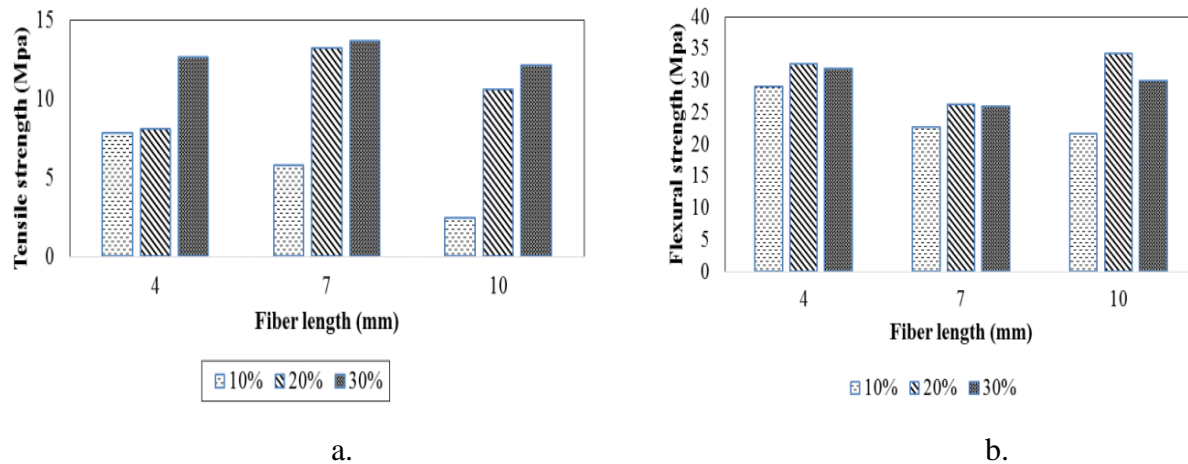 Tensile strength (Mpa)
15
10
5
0
4 7 10
Fiber length (mm)
10% 20% 30%
a.
Flexural strength (Mpa)
40
35
30
25
20
15
10
5
0
4 7 10
Fiber length (mm)
10% 20% 30%
b.